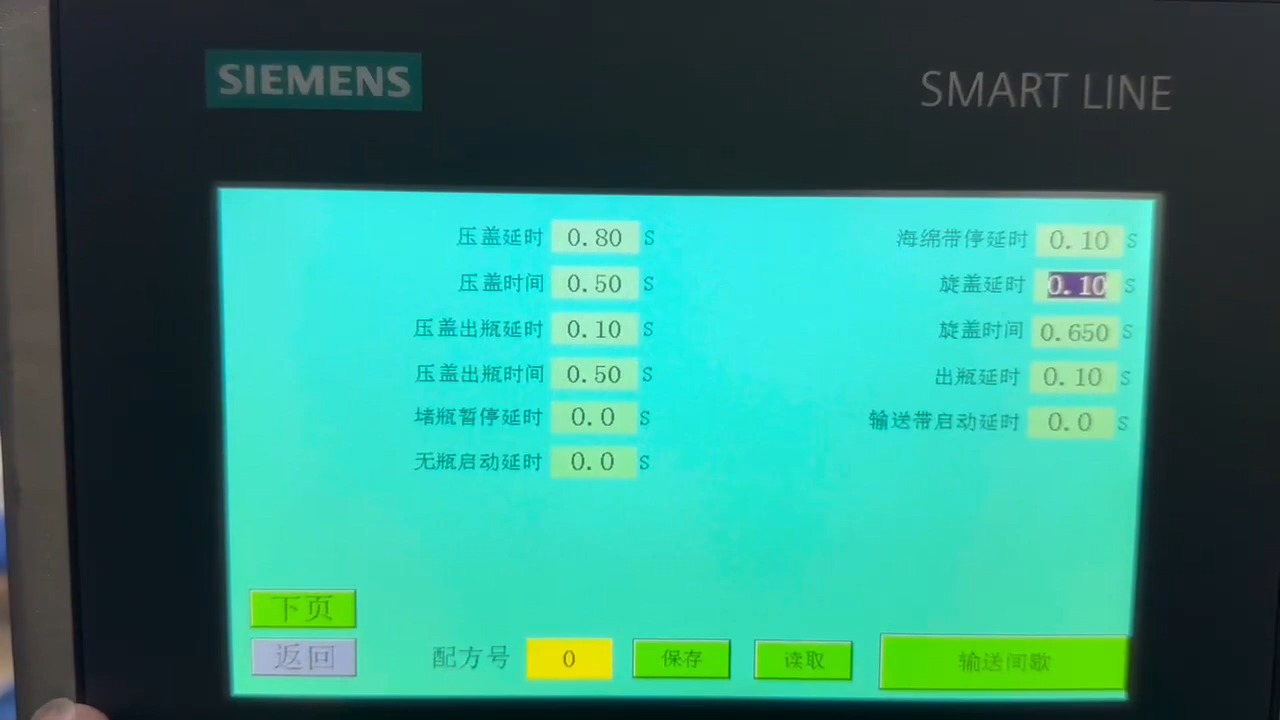 SIEMENS
SMART LINE
压盖延时 0.80 S
海绵带停延时 0.10 S
压盖时间 0.50 S
旋盖延时 0.10 S
压盖出瓶延时 0.10 S
旋盖时间 0.650 S
压盖出瓶时间 0.50 S
出瓶延时 0.10 S
堵瓶暂停延时 0.0 S
输送带启动延时 0.0 S
无瓶启动延时 0.0 S
下页
返回
配方号 0 保存 读取 输送间歇